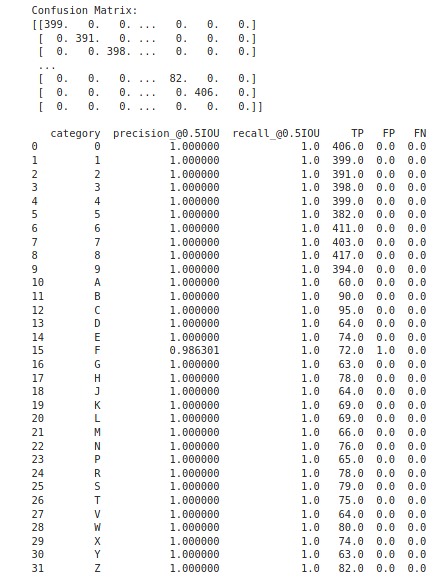 Confusion Matrix:
[[399.   0.   0. ...   0.   0.   0.]
 [  0. 391.   0. ...   0.   0.   0.]
 [  0.   0. 398. ...   0.   0.   0.]
 ...
 [  0.   0.   0. ...  82.   0.   0.]
 [  0.   0.   0. ...   0. 406.   0.]
 [  0.   0.   0. ...   0.   0.   0.]]
   category  precision_@0.5IOU  recall_@0.5IOU     TP   FP   FN
0         0           1.000000             1.0  406.0  0.0  0.0
1         1           1.000000             1.0  399.0  0.0  0.0
2         2           1.000000             1.0  391.0  0.0  0.0
3         3           1.000000             1.0  398.0  0.0  0.0
4         4           1.000000             1.0  399.0  0.0  0.0
5         5           1.000000             1.0  382.0  0.0  0.0
6         6           1.000000             1.0  411.0  0.0  0.0
7         7           1.000000             1.0  403.0  0.0  0.0
8         8           1.000000             1.0  417.0  0.0  0.0
9         9           1.000000             1.0  394.0  0.0  0.0
10        A           1.000000             1.0   60.0  0.0  0.0
11        B           1.000000             1.0   90.0  0.0  0.0
12        C           1.000000             1.0   95.0  0.0  0.0
13        D           1.000000             1.0   64.0  0.0  0.0
14        E           1.000000             1.0   74.0  0.0  0.0
15        F           0.986301             1.0   72.0  1.0  0.0
16        G           1.000000             1.0   63.0  0.0  0.0
17        H           1.000000             1.0   78.0  0.0  0.0
18        J           1.000000             1.0   64.0  0.0  0.0
19        K           1.000000             1.0   69.0  0.0  0.0
20        L           1.000000             1.0   69.0  0.0  0.0
21        M           1.000000             1.0   66.0  0.0  0.0
22        N           1.000000             1.0   76.0  0.0  0.0
23        P           1.000000             1.0   65.0  0.0  0.0
24        R           1.000000             1.0   78.0  0.0  0.0
25        S           1.000000             1.0   79.0  0.0  0.0
26        T           1.000000             1.0   75.0  0.0  0.0
27        V           1.000000             1.0   64.0  0.0  0.0
28        W           1.000000             1.0   80.0  0.0  0.0
29        X           1.000000             1.0   74.0  0.0  0.0
30        Y           1.000000             1.0   63.0  0.0  0.0
31        Z           1.000000             1.0   82.0  0.0  0.0